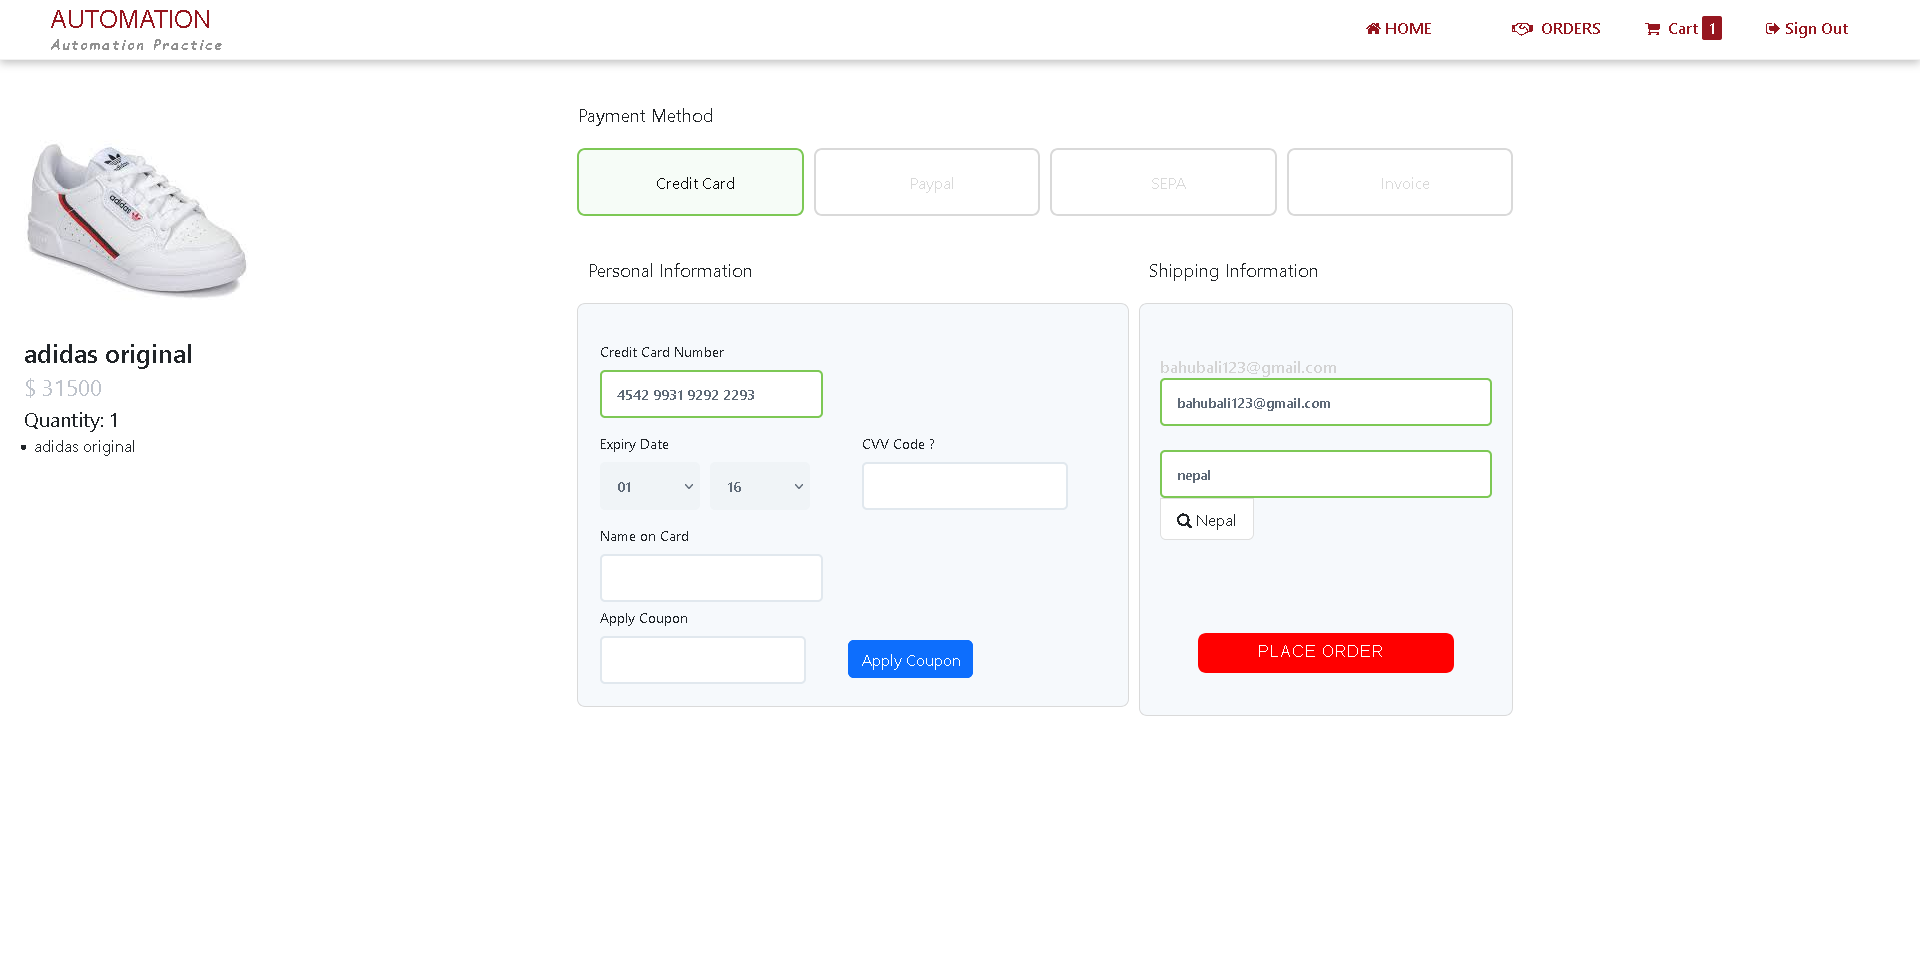 AUTOMATION
Automation Practice
HOME
ORDERS
Cart 1
Sign Out
adidas
adidas original
$ 31500
Quantity: 1
adidas original
Payment Method
Credit Card
Paypal
SEPA
Invoice
Personal Information
Credit Card Number
4542 9931 9292 2293
Expiry Date
CVV Code ?
01
16
Name on Card
Apply Coupon
Apply Coupon
Shipping Information
bahubali123@gmail.com
bahubali123@gmail.com
nepal
Nepal
PLACE ORDER